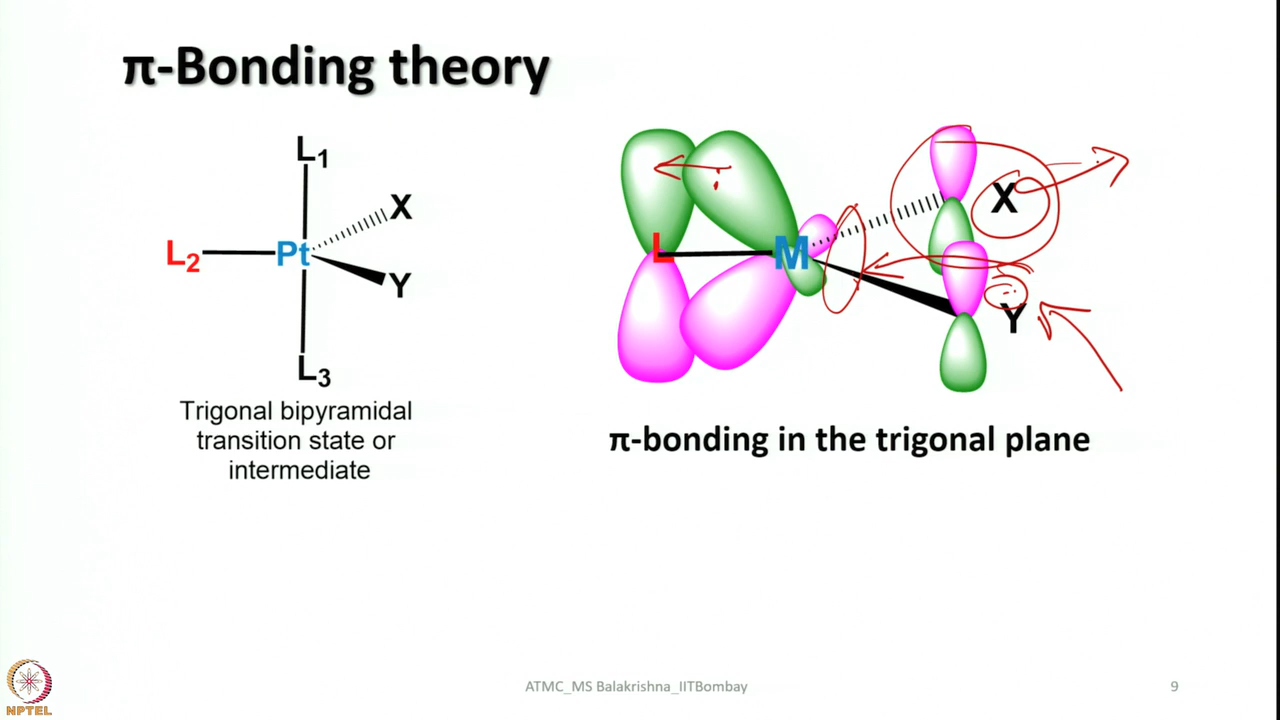 π-Bonding theory
L₁
X
L₂
Pt
Y
L₃
Trigonal bipyramidal
transition state or
intermediate
L
M
X
Y
π-bonding in the trigonal plane
NPTEL
ATMC_MS Balakrishna_IITBombay
9